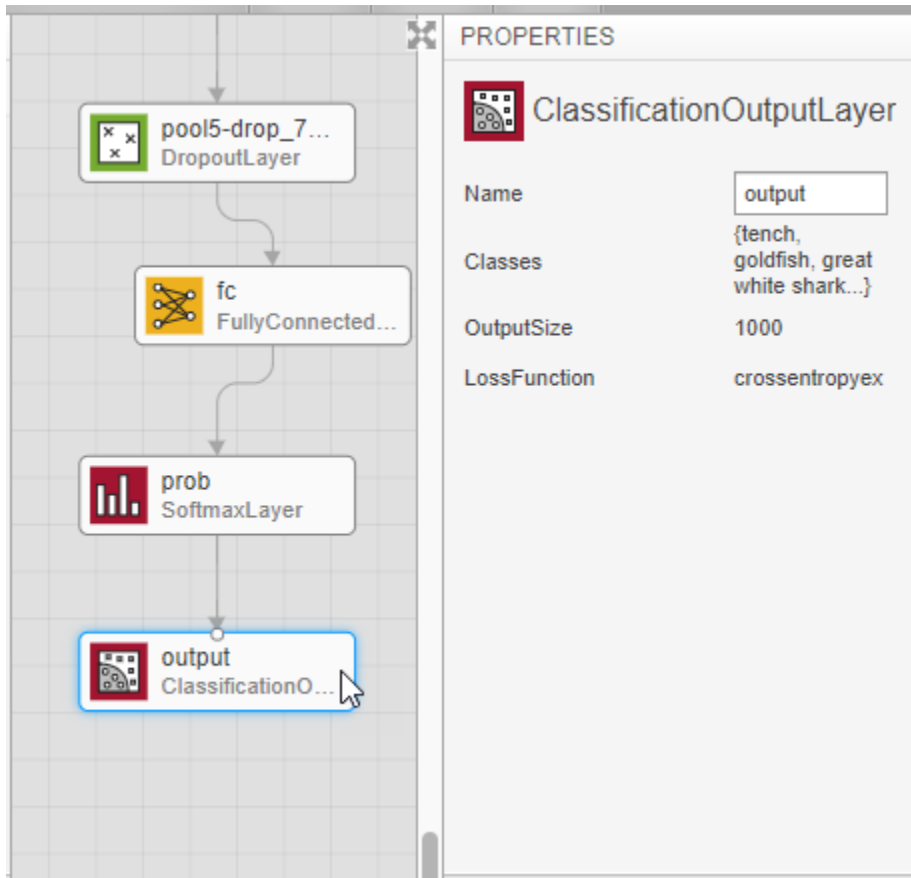 pool5-drop_7...
DropoutLayer
fc
FullyConnected...
prob
SoftmaxLayer
output
ClassificationO...
PROPERTIES
ClassificationOutputLayer
Name output
Classes {tench,
goldfish, great
white shark...}
OutputSize 1000
LossFunction crossentropyex